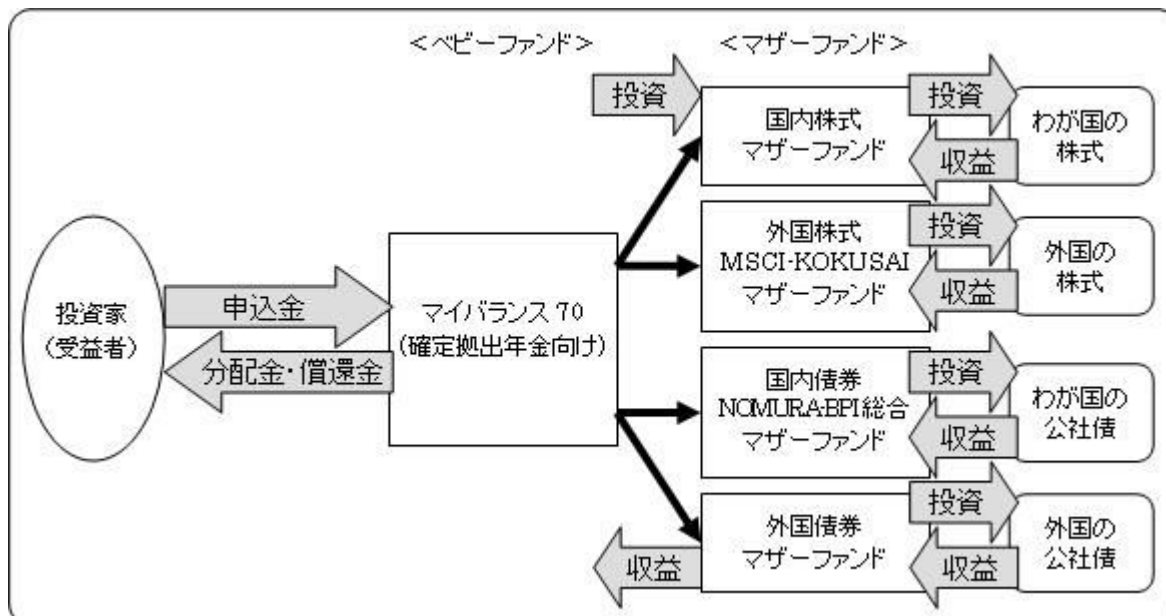 <ベビーファンド>
<マザーファンド>
投資
国内株式
マザーファンド
投資
収益
わが国の
株式
外国株式
MSCI-KOKUSAI
マザーファンド
投資
収益
外国の
株式
投資家
(受益者)
申込金
分配金・償還金
マイバランス70
(確定拠出年金向け)
国内債券
NOMURA-BPI総合
マザーファンド
投資
収益
わが国の
公社債
外国債券
マザーファンド
収益
投資
収益
外国の
公社債